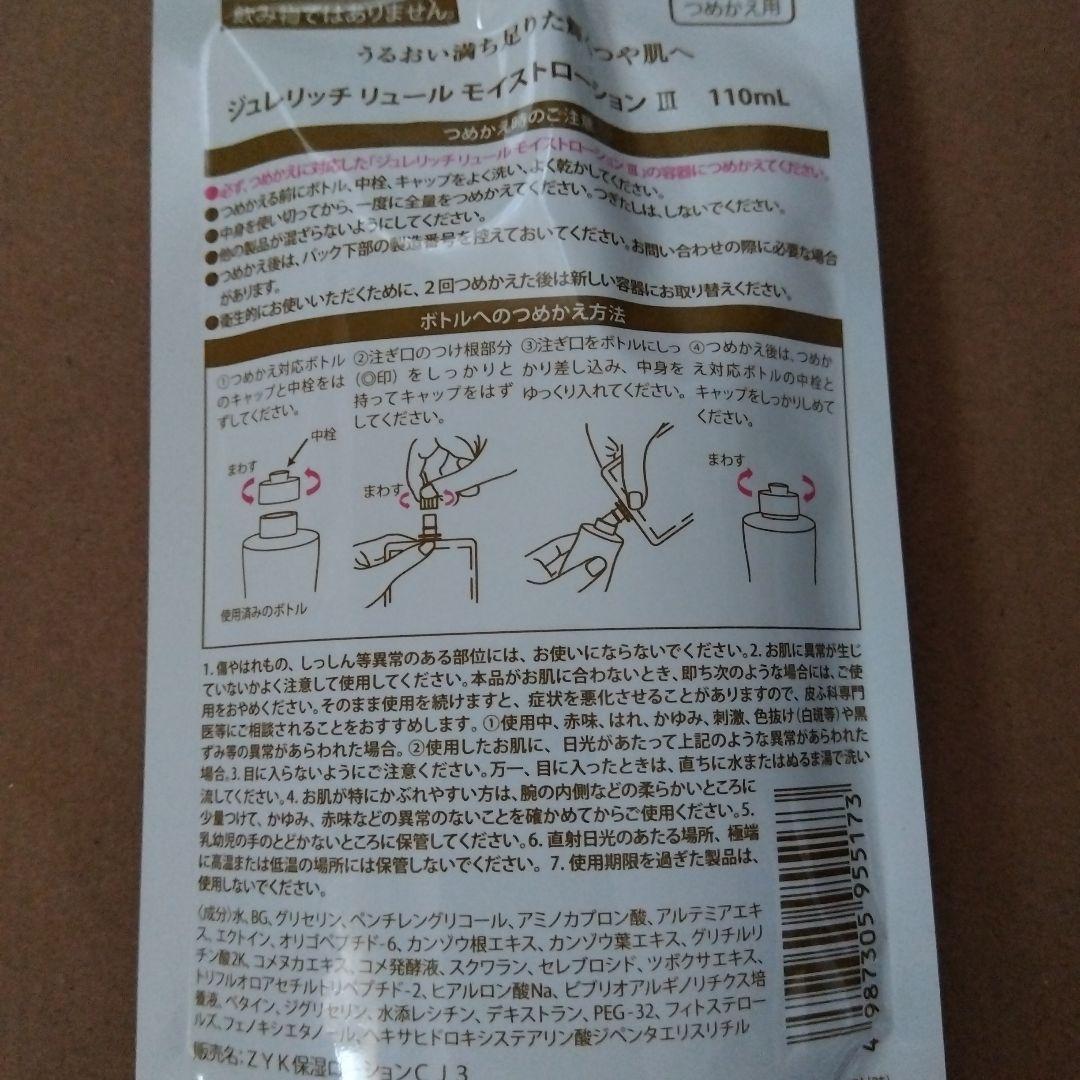 飲み物ではありません。
つめかえ用
うるおい満ち足りた輝くつや肌へ
ジュレリッチ リュール モイストローション Ⅲ 110mL
つめかえ時のご注意
●必ず、つめかえに対応した「ジュレリッチ リュール モイストローション Ⅲ」の容器につめかえてください。
●つめかえる前にボトル、中栓、キャップをよく洗い、よく乾かしてください。
●中身を使い切ってから、一度に全量をつめかえてください。つぎたしは、しないでください。
●他の製品が混ざらないようにしてください。
●つめかえ後は、パック下部の製造番号を控えておいてください。お問い合わせの際に必要な場合
があります。
●衛生的にお使いいただくために、2回つめかえた後は新しい容器にお取り替えください。
ボトルへのつめかえ方法
①つめかえ対応ボトル
のキャップと中栓をは
ずしてください。
②注ぎ口のつけ根部分
(◎印)をしっかりと
持ってキャップをはず
してください。
③注ぎ口をボトルにしっ
かり差し込み、中身を
ゆっくり入れてください。
④つめかえ後は、つめか
え対応ボトルの中栓と
キャップをしっかりしめて
ください。
中栓
まわす
まわす
まわす
使用済みのボトル
1. 傷やはれもの、しっしん等異常のある部位には、お使いにならないでください。2. お肌に異常が生じ
ていないかよく注意して使用してください。本品がお肌に合わないとき、即ち次のような場合には、ご使
用をおやめください。そのまま使用を続けますと、症状を悪化させることがありますので、皮ふ科専門
医等にご相談されることをおすすめします。①使用中、赤味、はれ、かゆみ、刺激、色抜け(白斑等)や黒
ずみ等の異常があらわれた場合。②使用したお肌に、日光があたって上記のような異常があらわれた
場合。3. 目に入らないようにご注意ください。万一、目に入ったときは、直ちに水またはぬるま湯で洗い
流してください。4. お肌が特にかぶれやすい方は、腕の内側などの柔らかいところに
少量つけて、かゆみ、赤味などの異常のないことを確かめてからご使用ください。5.
乳幼児の手のとどかないところに保管してください。6. 直射日光のあたる場所、極端
に高温または低温の場所には保管しないでください。7. 使用期限を過ぎた製品は、
使用しないでください。
〈成分〉水、BG、グリセリン、ペンチレングリコール、アミノカプロン酸、アルテミアエキ
ス、エクトイン、オリゴペプチド-6、カンゾウ根エキス、カンゾウ葉エキス、グリチルリ
チン酸2K、コメヌカエキス、コメ発酵液、スクワラン、セレブロシド、ツボクサエキス、
トリフルオロアセチルトリペプチド-2、ヒアルロン酸Na、ビブリオアルギノリチクス培
養液、ベタイン、ジグリセリン、水添レシチン、デキストラン、PEG-32、フィトステロー
ルズ、フェノキシエタノール、ヘキサヒドロキシステアリン酸ジペンタエリスリチル
販売名:ZYK保湿ローションCJ3
4 987305 955173